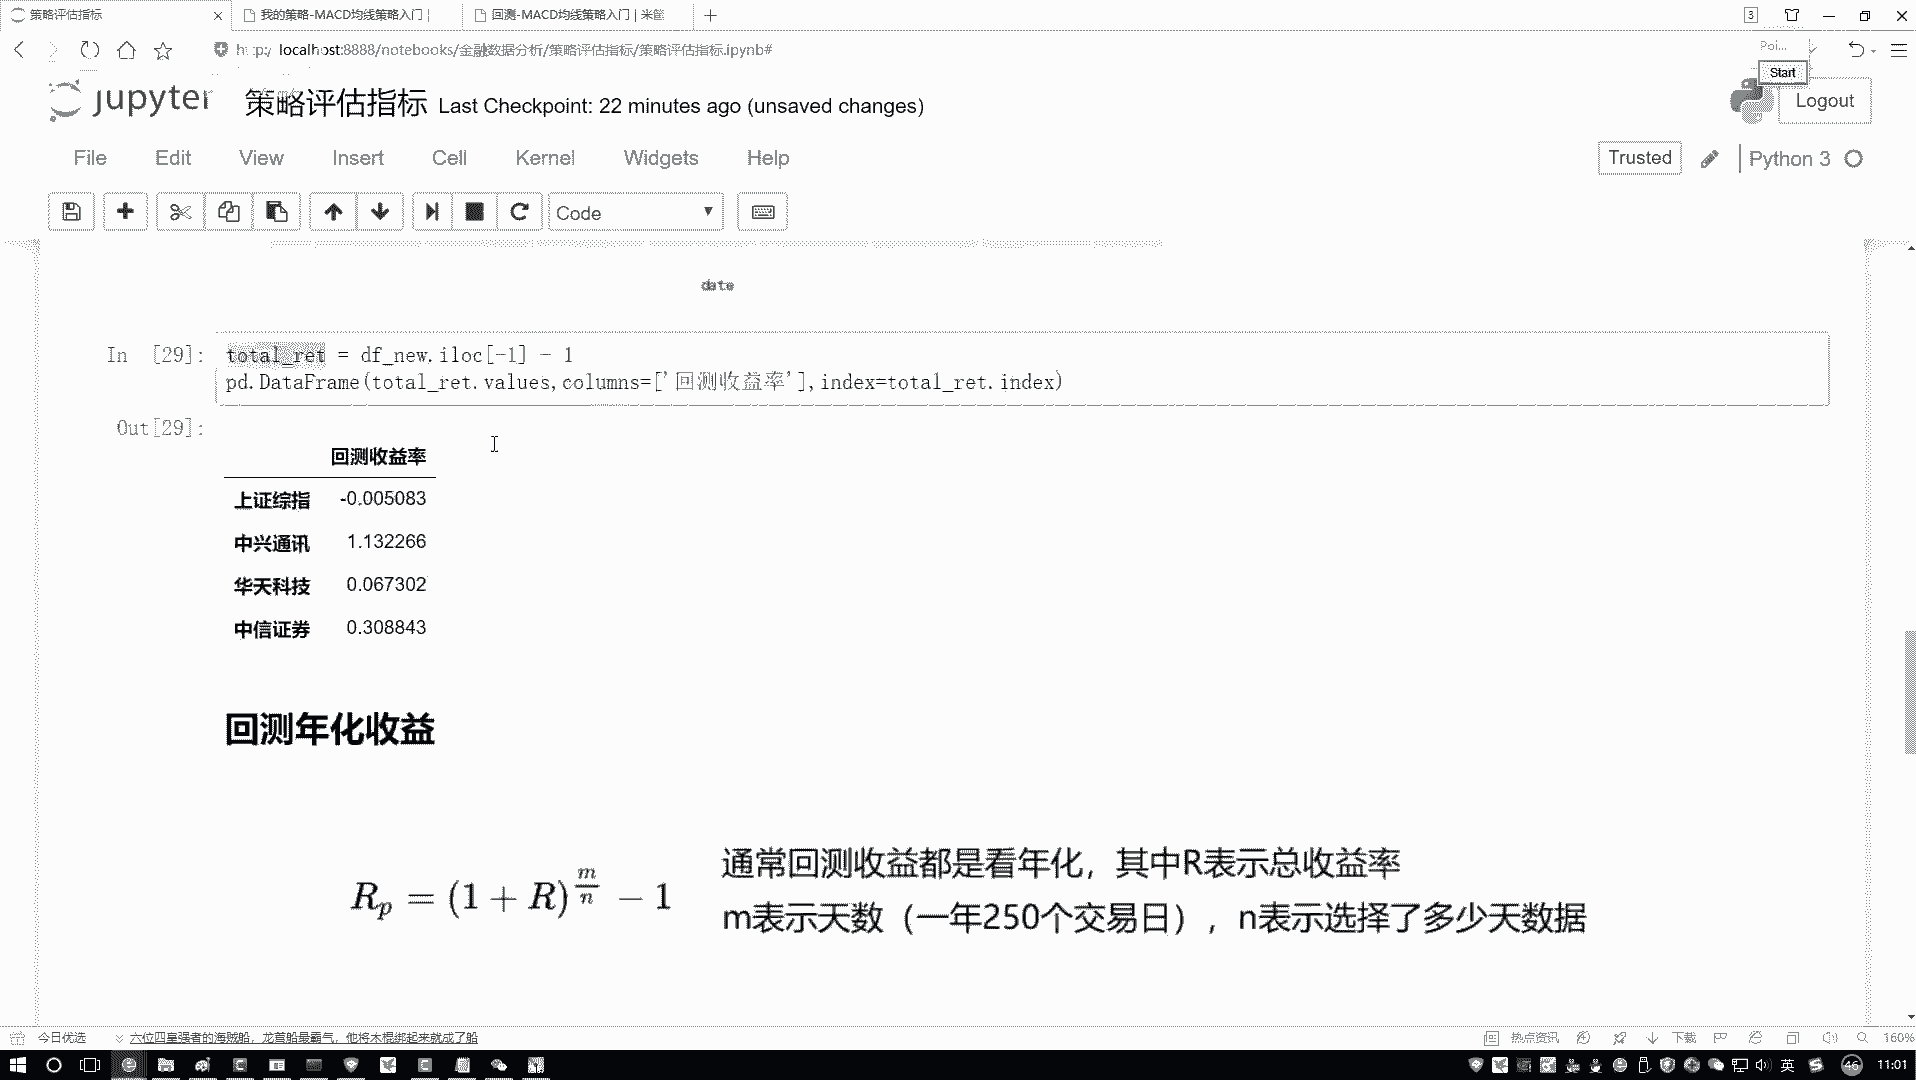 策略评估指标
我的策略-MACD均线策略入门 |
回测-MACD均线策略入门 | 米筐
3
localhost:8888/notebooks/金融数据分析/策略评估指标/策略评估指标.ipynb#
Poi...
Start
jupyter 策略评估指标 Last Checkpoint: 22 minutes ago (unsaved changes)
Logout
File Edit View Insert Cell Kernel Widgets Help
Trusted
Python 3
Code
date
In [29]: total_ret = df_new.iloc[-1] - 1
pd.DataFrame(total_ret.values,columns=['回测收益率'],index=total_ret.index)
Out[29]:
回测收益率
上证综指 -0.005083
中兴通讯 1.132266
华天科技 0.067302
中信证券 0.308843
回测年化收益
R_p = (1 + R)^{m/n} − 1
通常回测收益都是看年化，其中R表示总收益率
m表示天数（一年250个交易日），n表示选择了多少天数据
今日优选
六位四皇强者的海贼船，龙首船最霸气，他将木棍绑起来就成了船
热点资讯
下载
160%
英
46
11:01